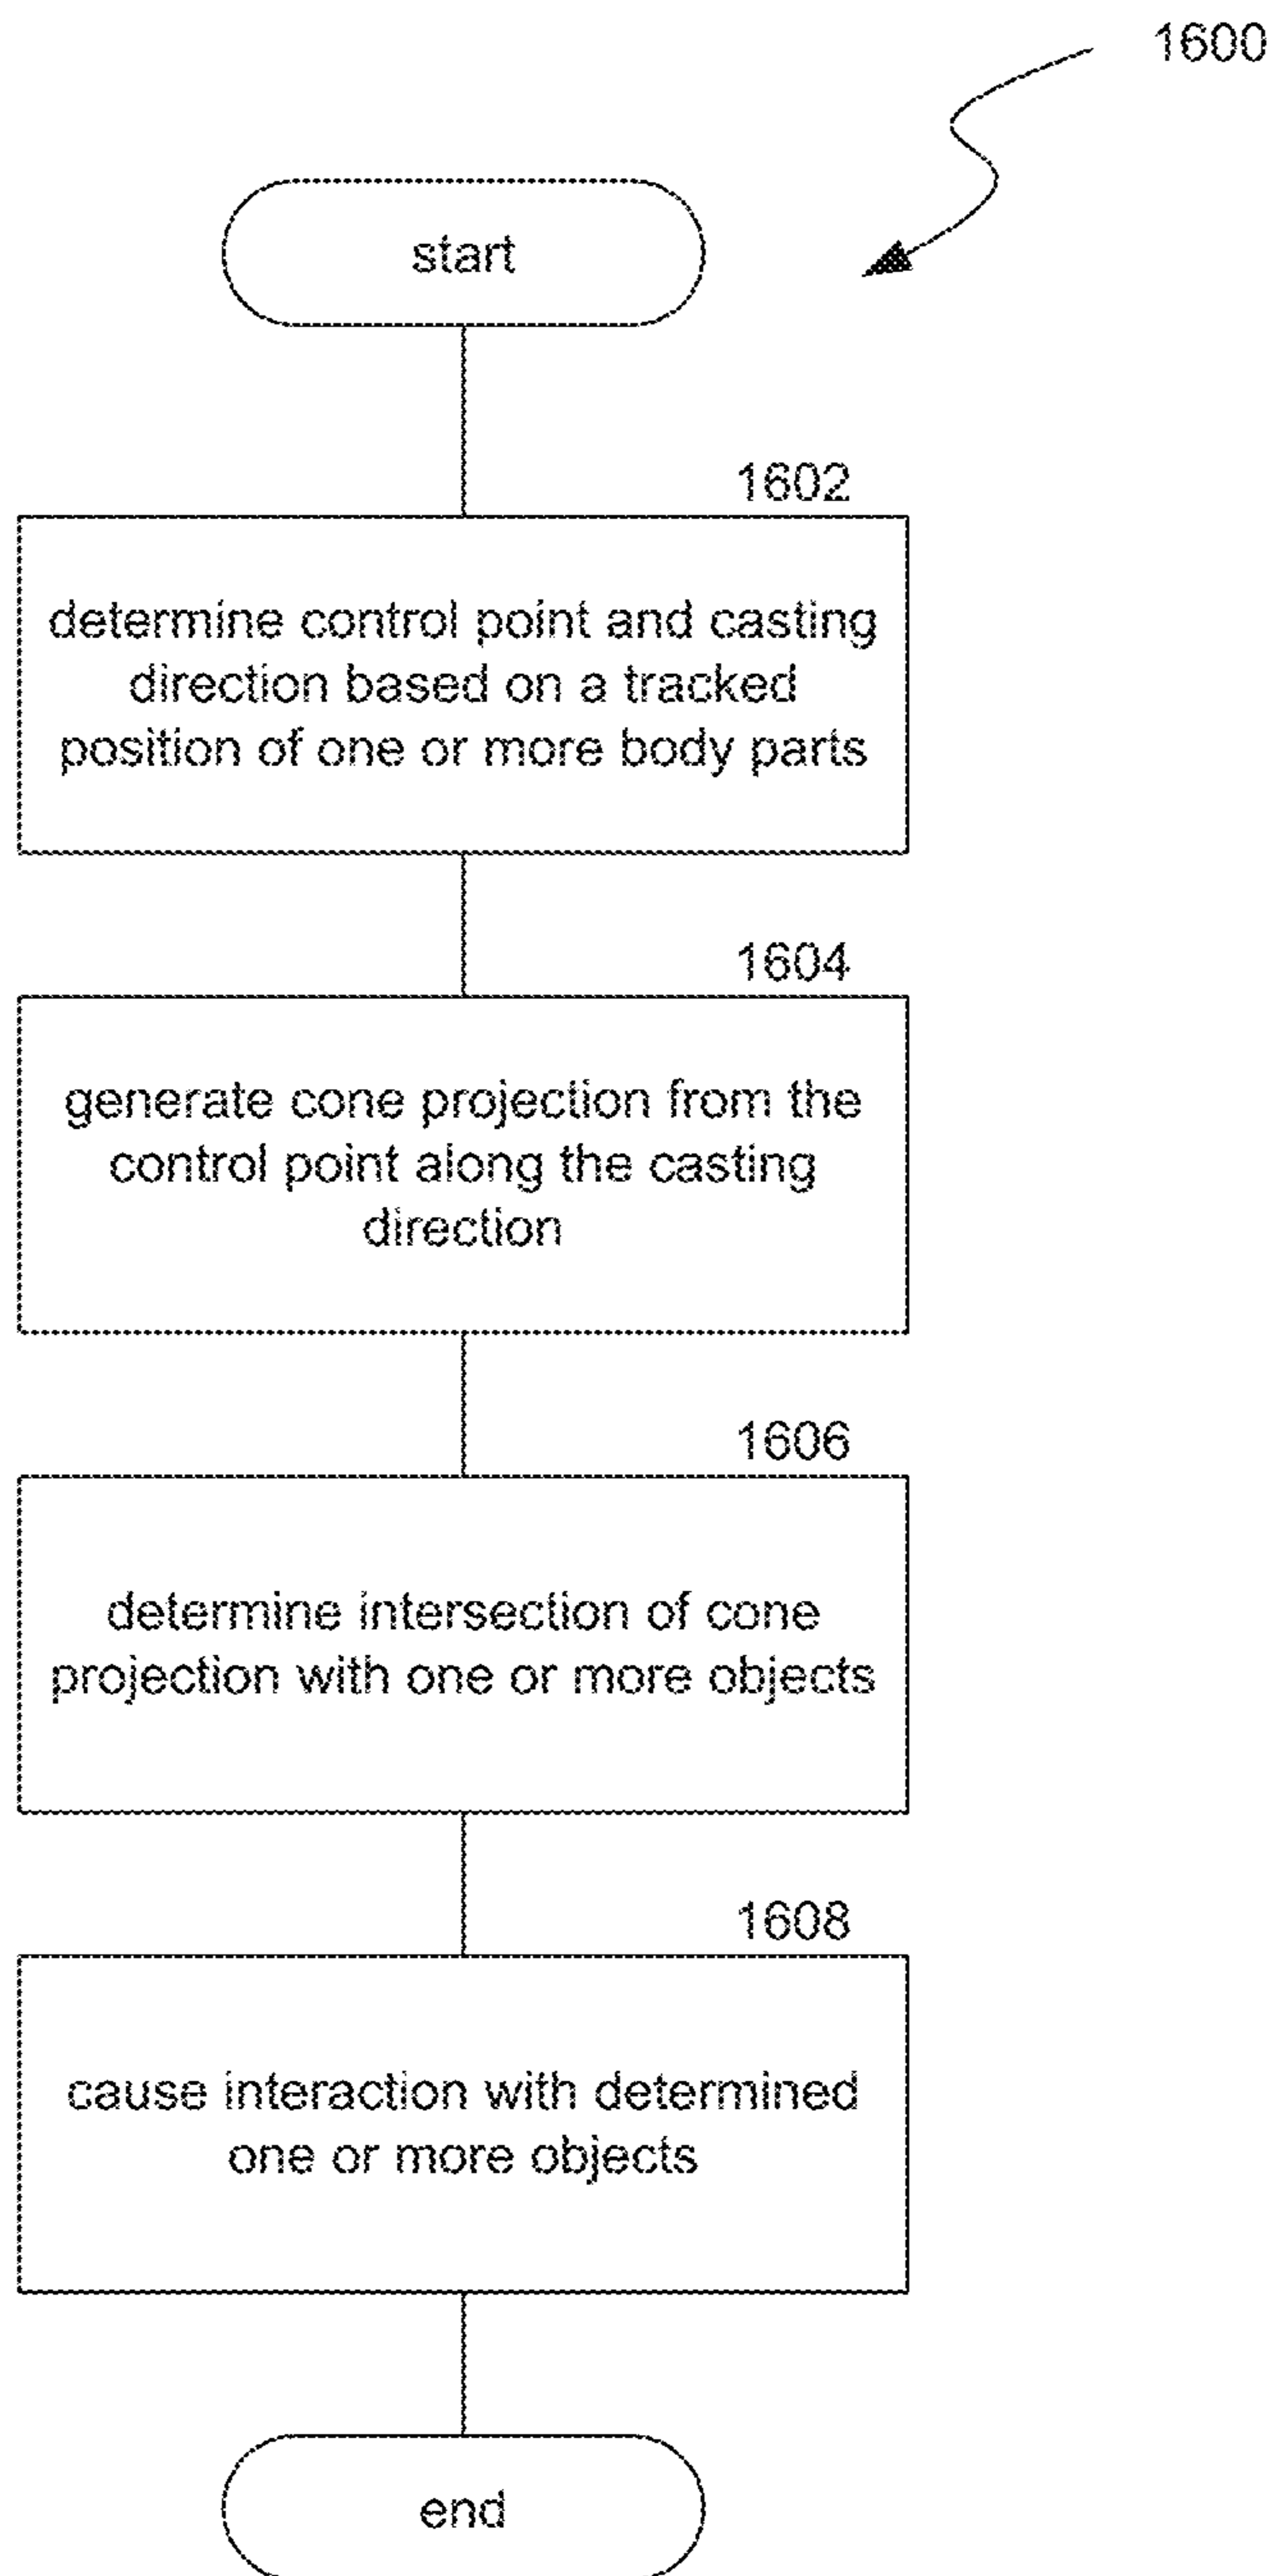 1600
start
1602
determine control point and casting
direction based on a tracked
position of one or more body parts
1604
generate cone projection from the
control point along the casting
direction
1606
determine intersection of cone
projection with one or more objects
1608
cause interaction with determined
one or more objects
end